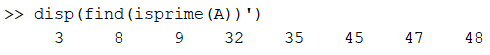 >> disp(find(isprime(A))')
3 8 9 32 35 45 47 48